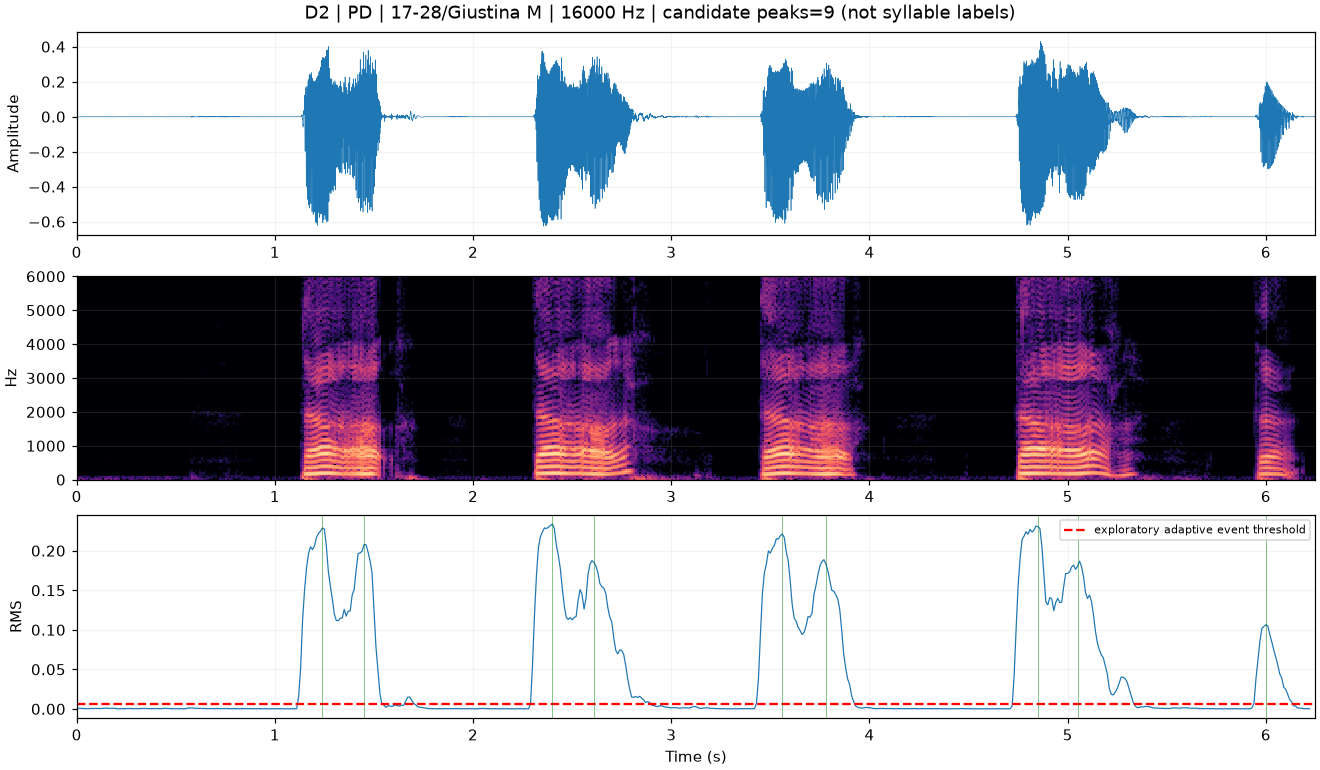 D2 | PD | 17-28/Giustina M | 16000 Hz | candidate peaks=9 (not syllable labels)
0.4
0.2
0.0
−0.2
−0.4
−0.6
Amplitude
0 1 2 3 4 5 6
6000
5000
4000
3000
2000
1000
0
Hz
0 1 2 3 4 5 6
exploratory adaptive event threshold
0.20
0.15
0.10
0.05
0.00
RMS
0 1 2 3 4 5 6
Time (s)